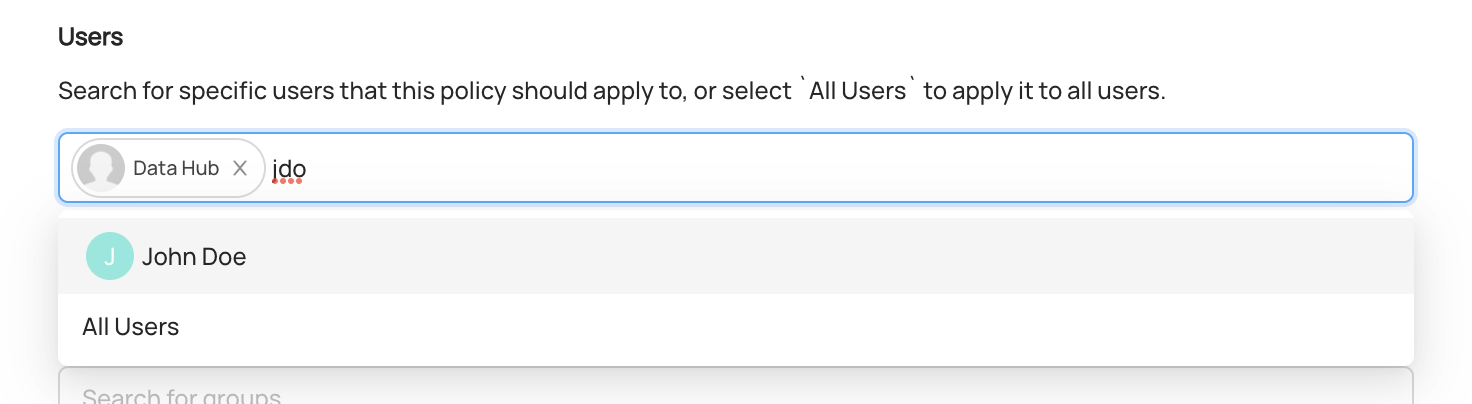 Users
Search for specific users that this policy should apply to, or select `All Users` to apply it to all users.
Data Hub X jdo
J John Doe
All Users
Search for groups